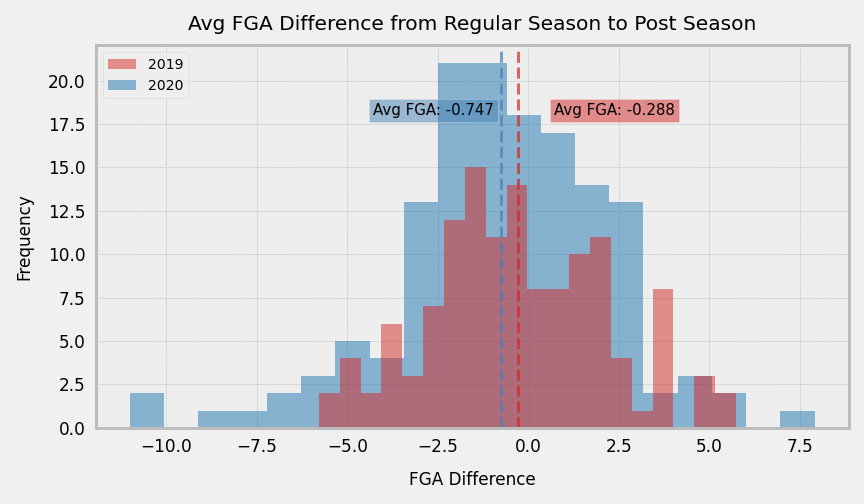 Avg FGA Difference from Regular Season to Post Season
2019
2020
Avg FGA: -0.747
Avg FGA: -0.288
Frequency
20.0
17.5
15.0
12.5
10.0
7.5
5.0
2.5
0.0
−10.0 −7.5 −5.0 −2.5 0.0 2.5 5.0 7.5
FGA Difference